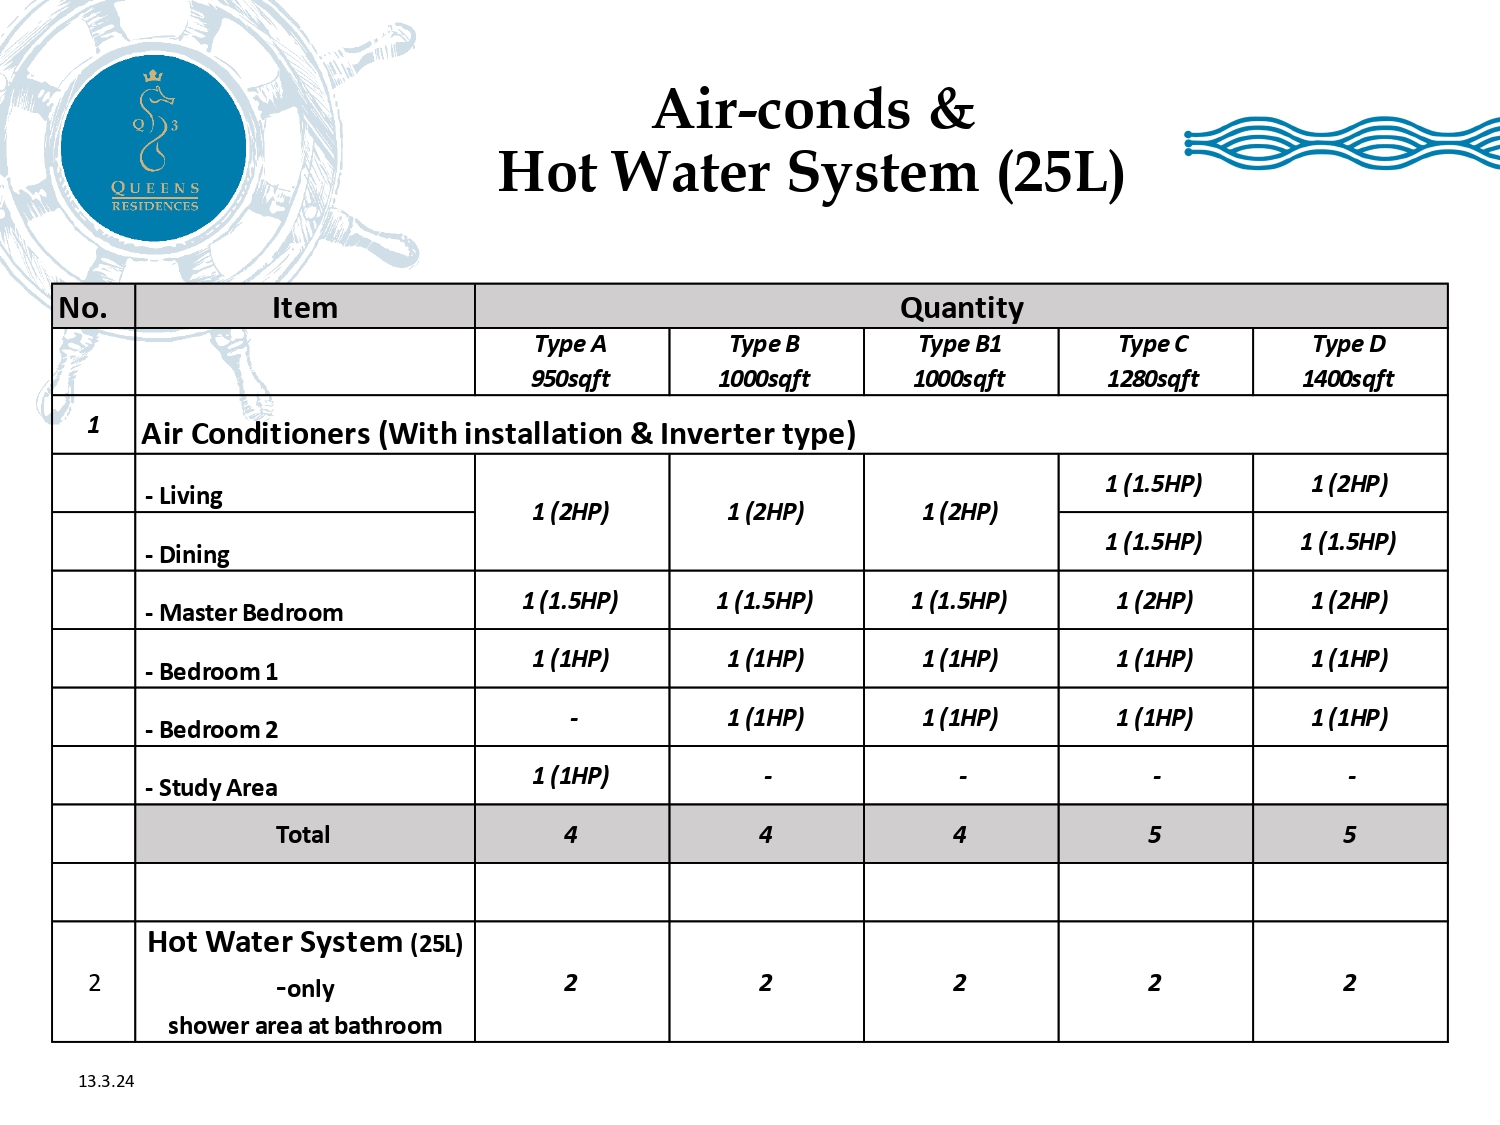 Q 3
QUEENS
RESIDENCES
Air-conds &
Hot Water System (25L)
No. Item Quantity
Type A Type B Type B1 Type C Type D
950sqft 1000sqft 1000sqft 1280sqft 1400sqft
1 Air Conditioners (With installation & Inverter type)
- Living 1 (2HP) 1 (2HP) 1 (2HP) 1 (1.5HP) 1 (2HP)
- Dining 1 (1.5HP) 1 (1.5HP)
- Master Bedroom 1 (1.5HP) 1 (1.5HP) 1 (1.5HP) 1 (2HP) 1 (2HP)
- Bedroom 1 1 (1HP) 1 (1HP) 1 (1HP) 1 (1HP) 1 (1HP)
- Bedroom 2 - 1 (1HP) 1 (1HP) 1 (1HP) 1 (1HP)
- Study Area 1 (1HP) - - - -
Total 4 4 4 5 5
Hot Water System (25L)
2 -only 2 2 2 2 2
shower area at bathroom
13.3.24